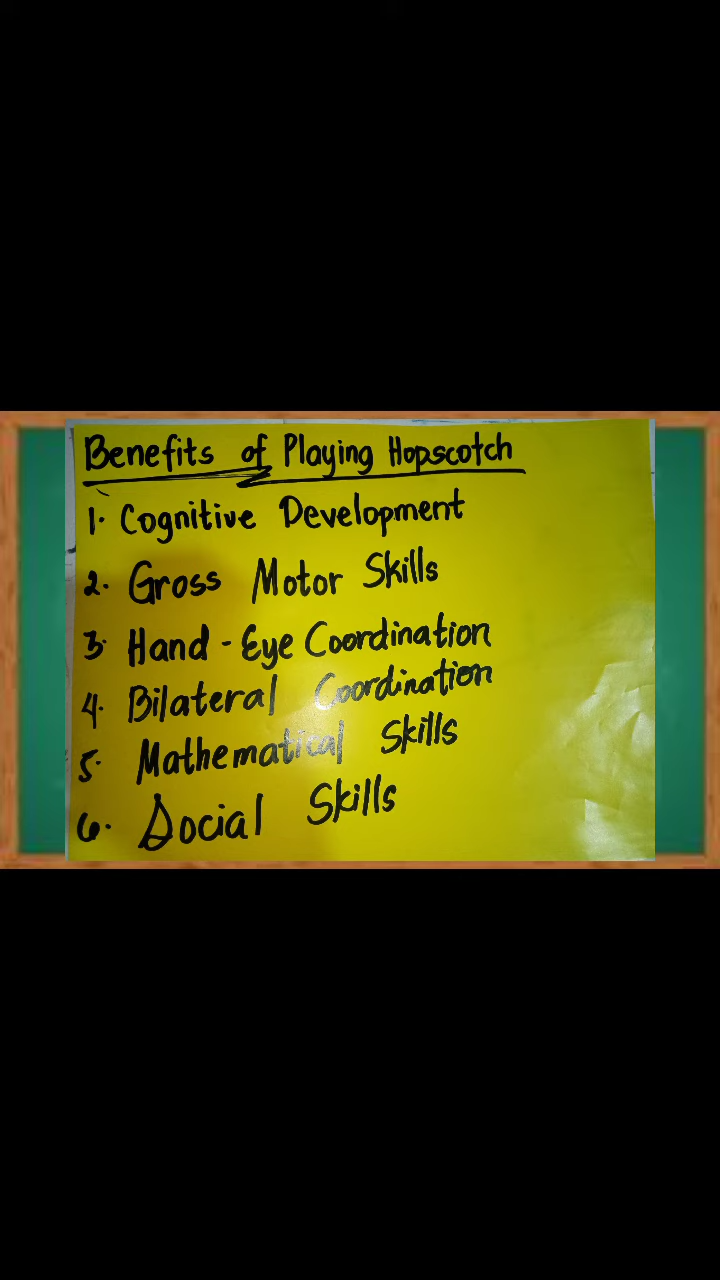 Benefits of Playing Hopscotch
1. Cognitive Development
2. Gross Motor Skills
3. Hand-Eye Coordination
4. Bilateral Coordination
5. Mathematical Skills
6. Social Skills